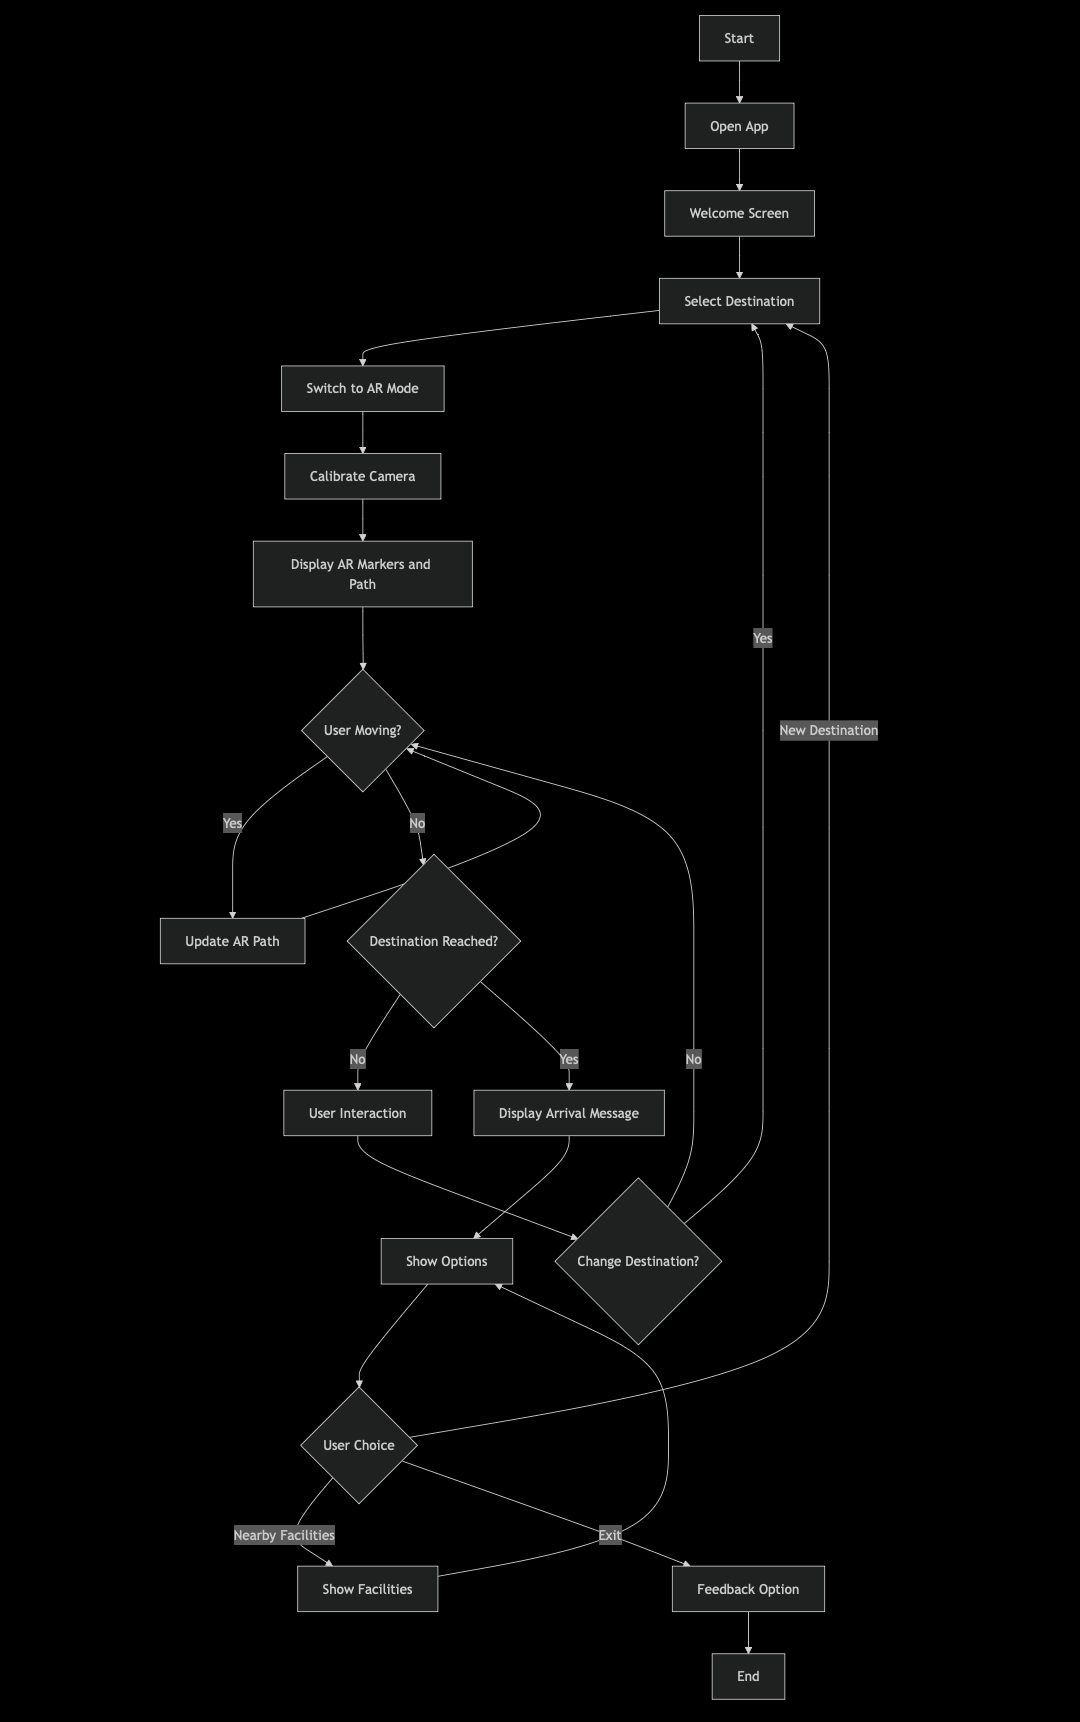 Start
Open App
Welcome Screen
Select Destination
Switch to AR Mode
Calibrate Camera
Display AR Markers and
Path
Yes
User Moving?
New Destination
Yes
No
Update AR Path
Destination Reached?
No
Yes
No
User Interaction
Display Arrival Message
Show Options
Change Destination?
User Choice
Nearby Facilities
Exit
Show Facilities
Feedback Option
End